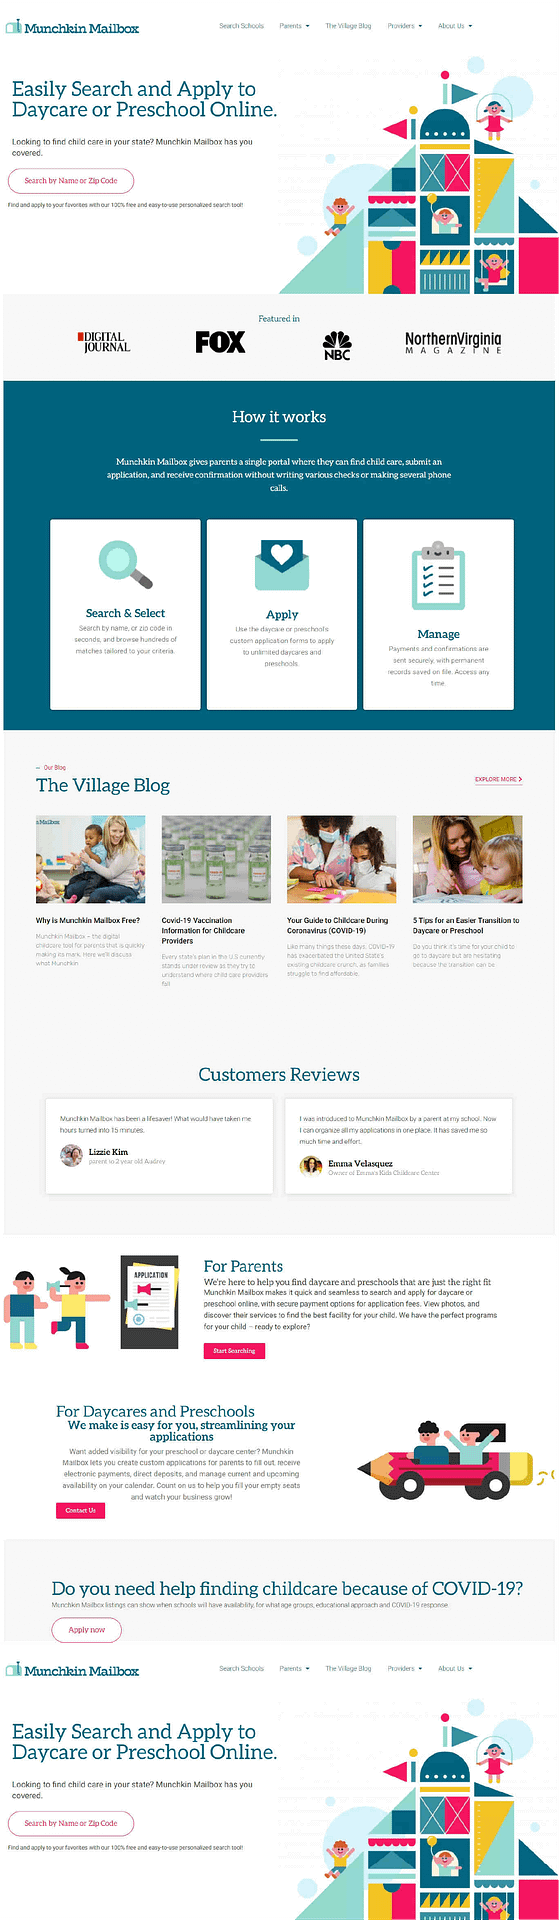 Munchkin Mailbox
Search Schools Parents The Village Blog Providers About Us
Easily Search and Apply to
Daycare or Preschool Online.
Looking to find child care in your state? Munchkin Mailbox has you
covered.
Search by Name or Zip Code
Find and apply to your favorites with our 100% free and easy-to-use personalized search tool!
Featured in
DIGITAL
JOURNAL
FOX
NBC
NorthernVirginia
MAGAZINE
How it works
Munchkin Mailbox gives parents a single portal where they can find child care, submit an
application, and receive confirmation without writing various checks or making several phone
calls.
Search & Select
Search by name, or zip code in
seconds, and browse hundreds of
matches tailored to your criteria.
Apply
Use the daycare or preschool's
custom application forms to apply
to unlimited daycares and
preschools.
Manage
Payments and confirmations are
sent securely, with permanent
records saved on file. Access any
time.
Our Blog
The Village Blog
EXPLORE MORE
Why is Munchkin Mailbox Free?
Munchkin Mailbox – the digital
childcare tool for parents that is quickly
making its mark. Here we'll discuss
what Munchkin
Covid-19 Vaccination
Information for Childcare
Providers
Every state's plan in the U.S currently
stands under review as they try to
understand where child care providers
fall
Your Guide to Childcare During
Coronavirus (COVID-19)
Like many things these days, COVID-19
has exacerbated the United State's
existing childcare crunch, as families
struggle to find affordable,
5 Tips for an Easier Transition to
Daycare or Preschool
Do you think it's time for your child to
go to daycare but are hesitating
because the transition can be
Customers Reviews
Munchkin Mailbox has been a lifesaver! What would have taken me
hours turned into 15 minutes.
Lizzie Kim
parent to 2 year old Audrey
I was introduced to Munchkin Mailbox by a parent at my school. Now
I can organize all my applications in one place. It has saved me so
much time and effort.
Emma Velasquez
Owner of Emma's Kids Childcare Center
APPLICATION
For Parents
We're here to help you find daycare and preschools that are just the right fit
Munchkin Mailbox makes it quick and seamless to search and apply for daycare or
preschool online, with secure payment options for application fees. View photos, and
discover their services to find the best facility for your child. We have the perfect programs
for your child – ready to explore?
Start Searching
For Daycares and Preschools
We make is easy for you, streamlining your
applications
Want added visibility for your preschool or daycare center? Munchkin
Mailbox lets you create custom applications for parents to fill out, receive
electronic payments, direct deposits, and manage current and upcoming
availability on your calendar. Count on us to help you fill your empty seats
and watch your business grow!
Contact Us
Do you need help finding childcare because of COVID-19?
Munchkin Mailbox listings can show when schools will have availability, for what age groups, educational approach and COVID-19 response.
Apply now
Munchkin Mailbox
Search Schools Parents The Village Blog Providers About Us
Easily Search and Apply to
Daycare or Preschool Online.
Looking to find child care in your state? Munchkin Mailbox has you
covered.
Search by Name or Zip Code
Find and apply to your favorites with our 100% free and easy-to-use personalized search tool!